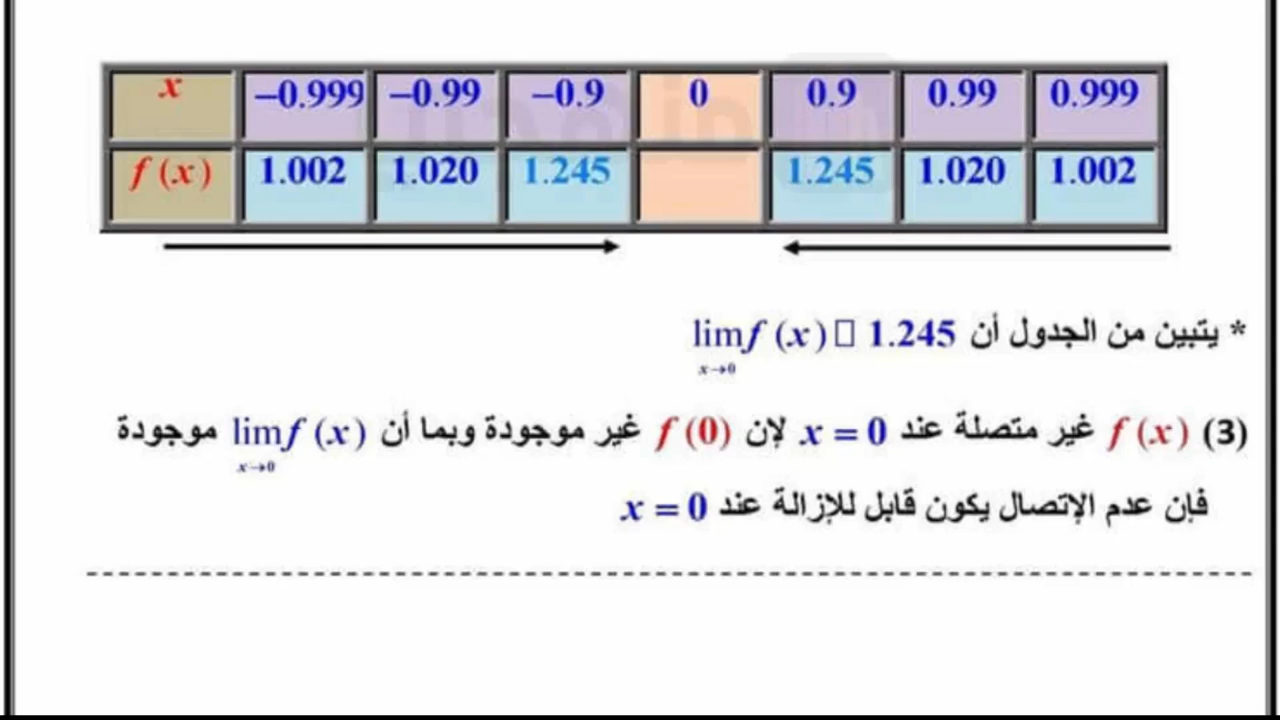 x −0.999 −0.99 −0.9 0 0.9 0.99 0.999
f (x) 1.002 1.020 1.245 1.245 1.020 1.002
* يتبين من الجدول أن lim f (x) □ 1.245
x→0
(3) f (x) غير متصلة عند x = 0 لإن f (0) غير موجودة وبما أن lim f (x) موجودة
x→0
فإن عدم الإتصال يكون قابل للإزالة عند x = 0